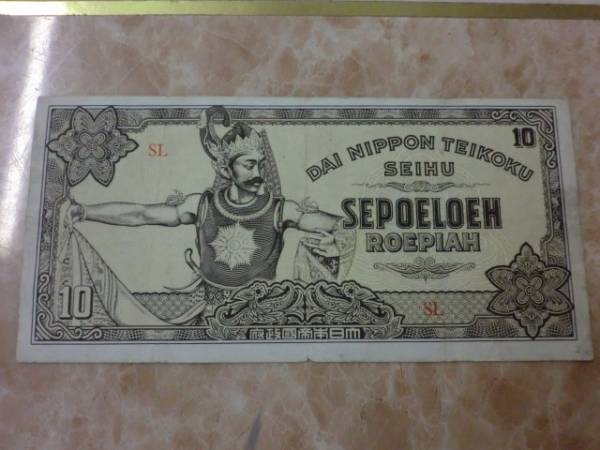 10
SL
DAI NIPPON TEIKOKU
SEIHU
SEPOELOEH
ROEPIAH
10
SL
府政國帝本日大